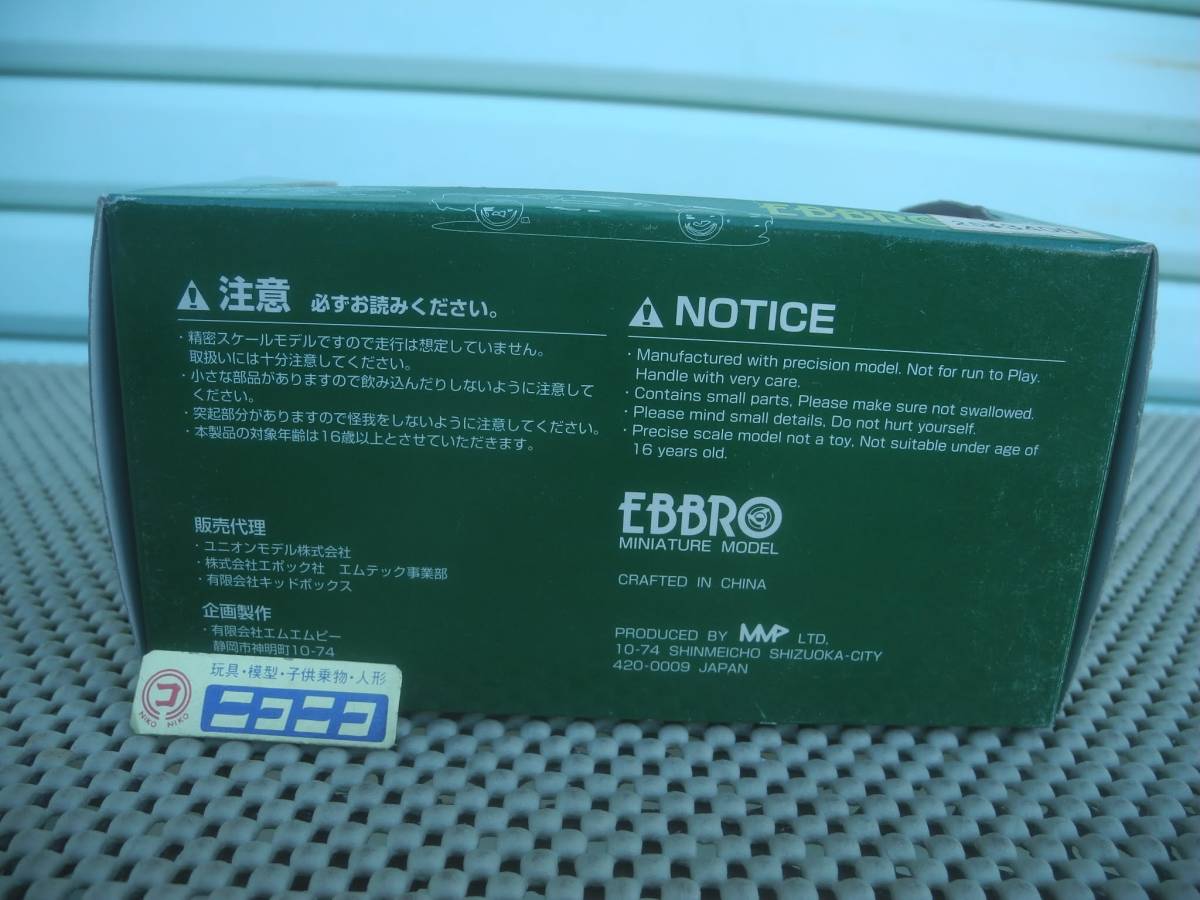 EBBRO
注意 必ずお読みください。
・精密スケールモデルですので走行は想定していません。
取扱いには十分注意してください。
・小さな部品がありますので飲み込んだりしないように注意して
ください。
・突起部分がありますので怪我をしないように注意してください。
・本製品の対象年齢は16歳以上とさせていただきます。
販売代理
・ユニオンモデル株式会社
・株式会社エポック社 エムテック事業部
・有限会社キッドボックス
企画製作
・有限会社エムエムピー
静岡市神明町10-74
NOTICE
・Manufactured with precision model. Not for run to Play.
Handle with very care.
・Contains small parts, Please make sure not swallowed.
・Please mind small details, Do not hurt yourself.
・Precise scale model not a toy, Not suitable under age of
16 years old.
EBBRO
MINIATURE MODEL
CRAFTED IN CHINA
PRODUCED BY MMP LTD.
10-74 SHINMEICHO SHIZUOKA-CITY
420-0009 JAPAN
玩具・模型・子供乗物・人形
コ
NIKO NIKO
ニコニコ